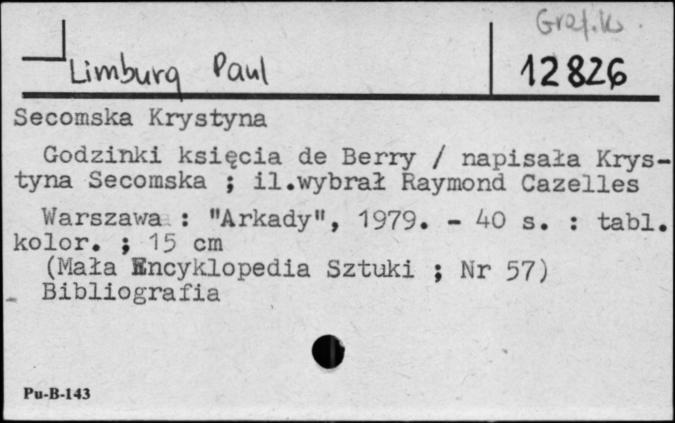 Grafik
Limburg Paul
12826
Secomska Krystyna
Godzinki księcia de Berry / napisała Krys-
tyna Secomska ; il.wybrał Raymond Cazelles
Warszawa : "Arkady", 1979. - 40 s. : tabl.
kolor. ; 15 cm
(Mała Encyklopedia Sztuki ; Nr 57)
Bibliografia
Pu-B-143